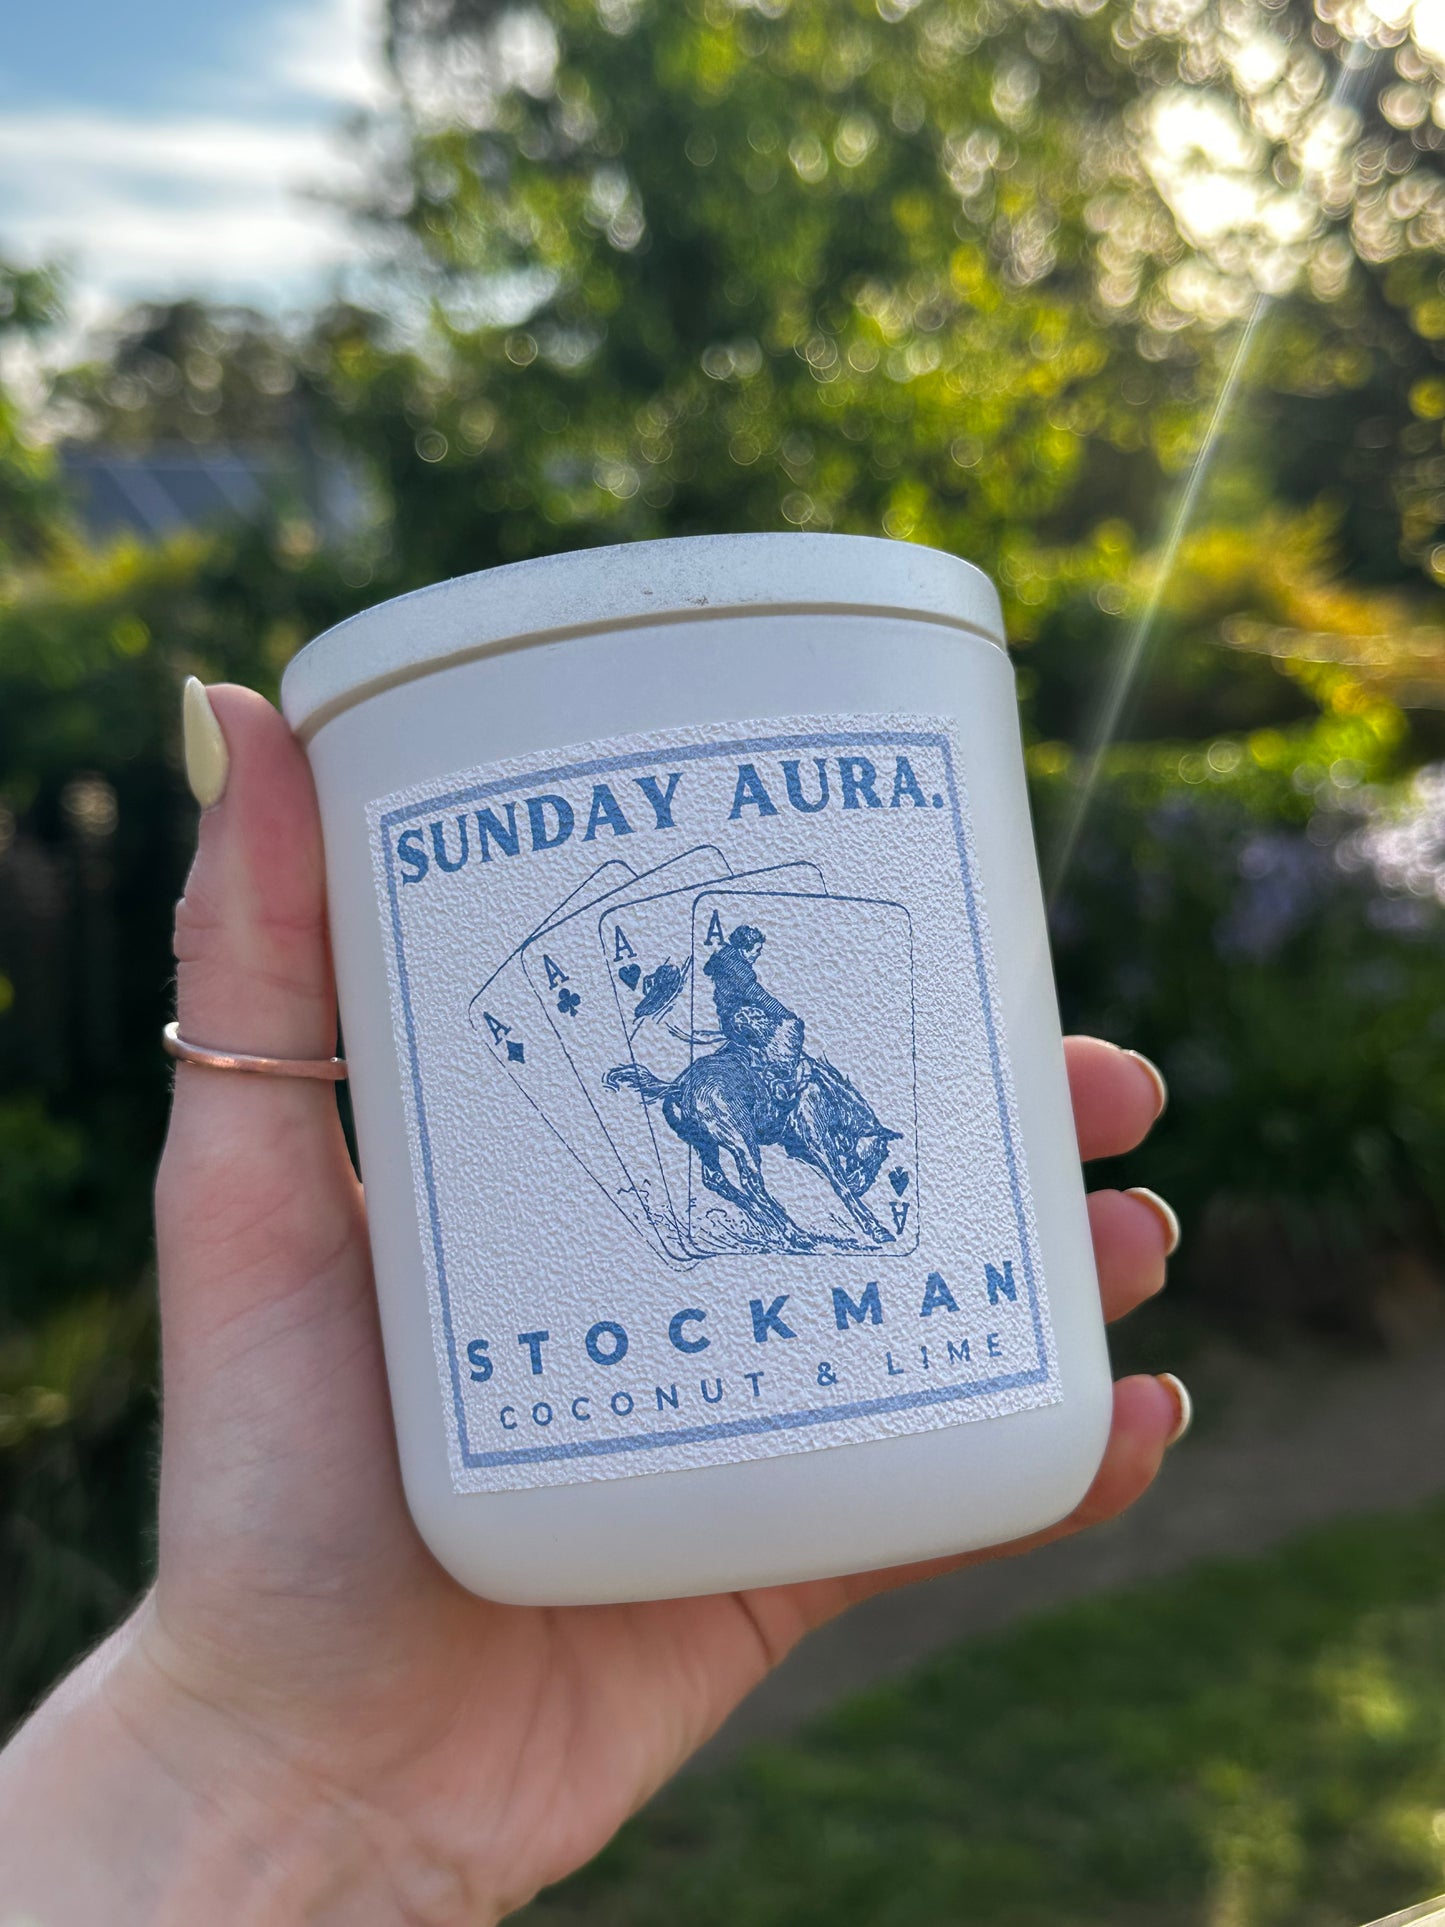 SUNDAY AURA.
A A A A
A
STOCKMAN
COCONUT & LIME